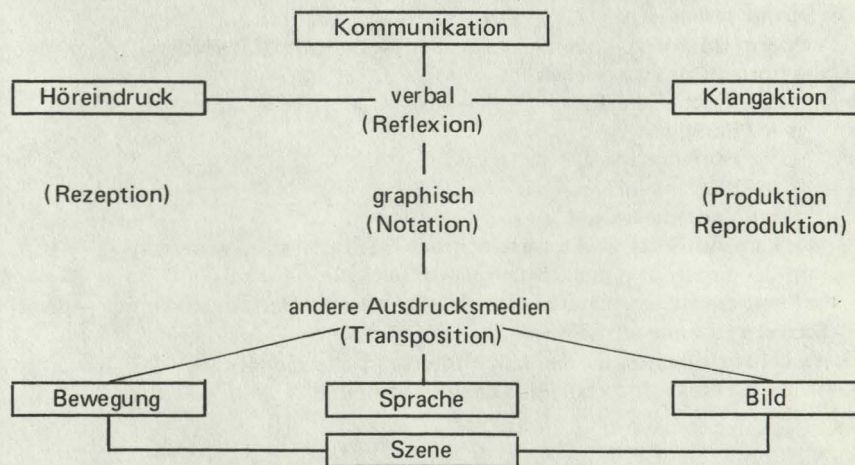 Kommunikation
Höreindruck
verbal
(Reflexion)
Klangaktion
(Rezeption)
graphisch
(Notation)
(Produktion
Reproduktion)
andere Ausdrucksmedien
(Transposition)
Bewegung
Sprache
Bild
Szene